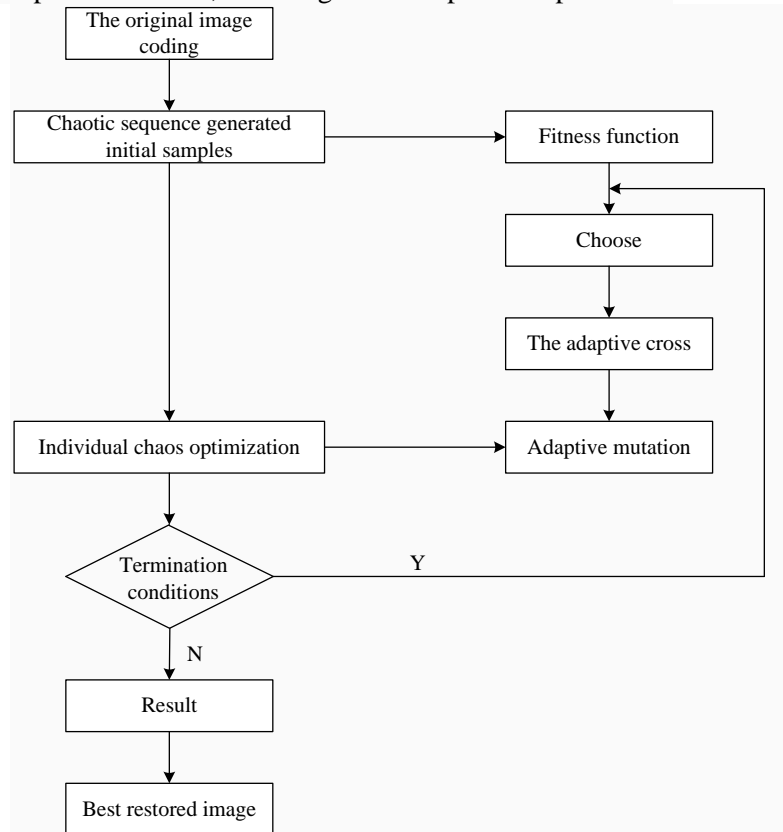 The original image
coding
Chaotic sequence generated
initial samples
Fitness function
Choose
The adaptive cross
Individual chaos optimization
Adaptive mutation
Termination
conditions
Y
N
Result
Best restored image